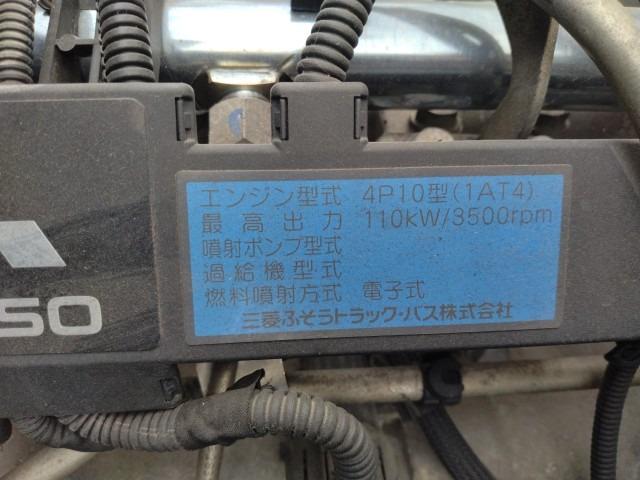 エンジン型式 4P10型(1AT4)
最高出力 110kW/3500rpm
噴射ポンプ型式
過給機型式
燃料噴射方式 電子式
三菱ふそうトラック・バス株式会社
50